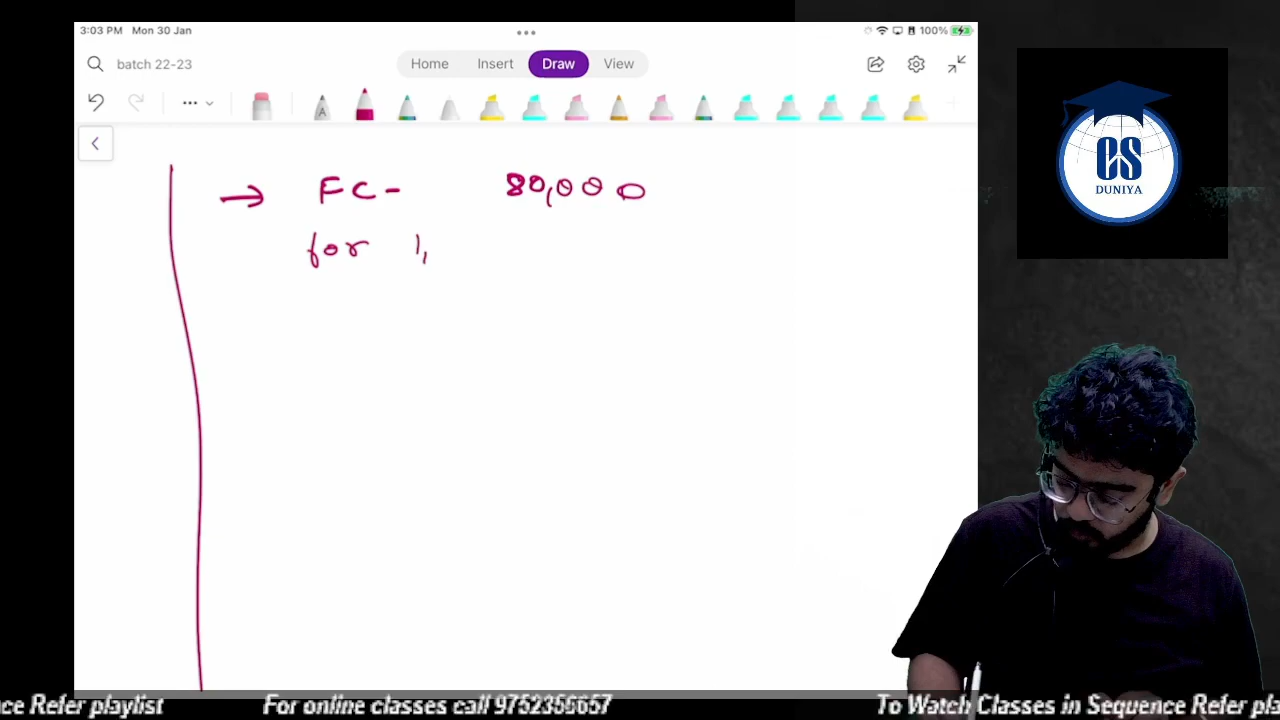 3:03 PM Mon 30 Jan
100%
batch 22-23
Home Insert Draw View
A
→ FC - 80,000
for 1,
CS
DUNIYA
ce Refer playlist For online classes call 9752356657 To Watch Classes in Sequence Refer pla